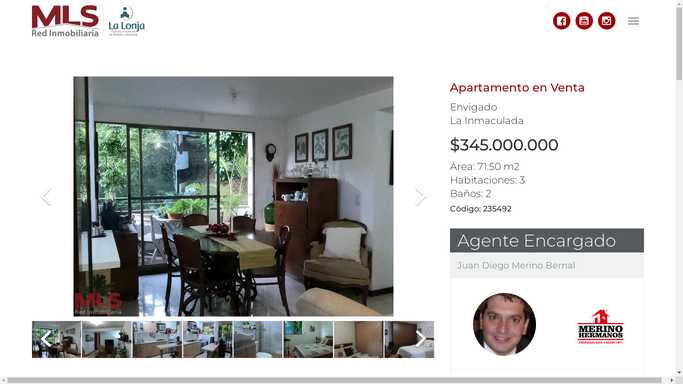 MLS
Red Inmobiliaria
La Lonja
Apartamento en Venta
Envigado
La Inmaculada
$345.000.000
Área: 71.50 m2
Habitaciones: 3
Baños: 2
Código: 235492
Agente Encargado
Juan Diego Merino Bernal
MERINO
HERMANOS
MLS
Red Inmobiliaria